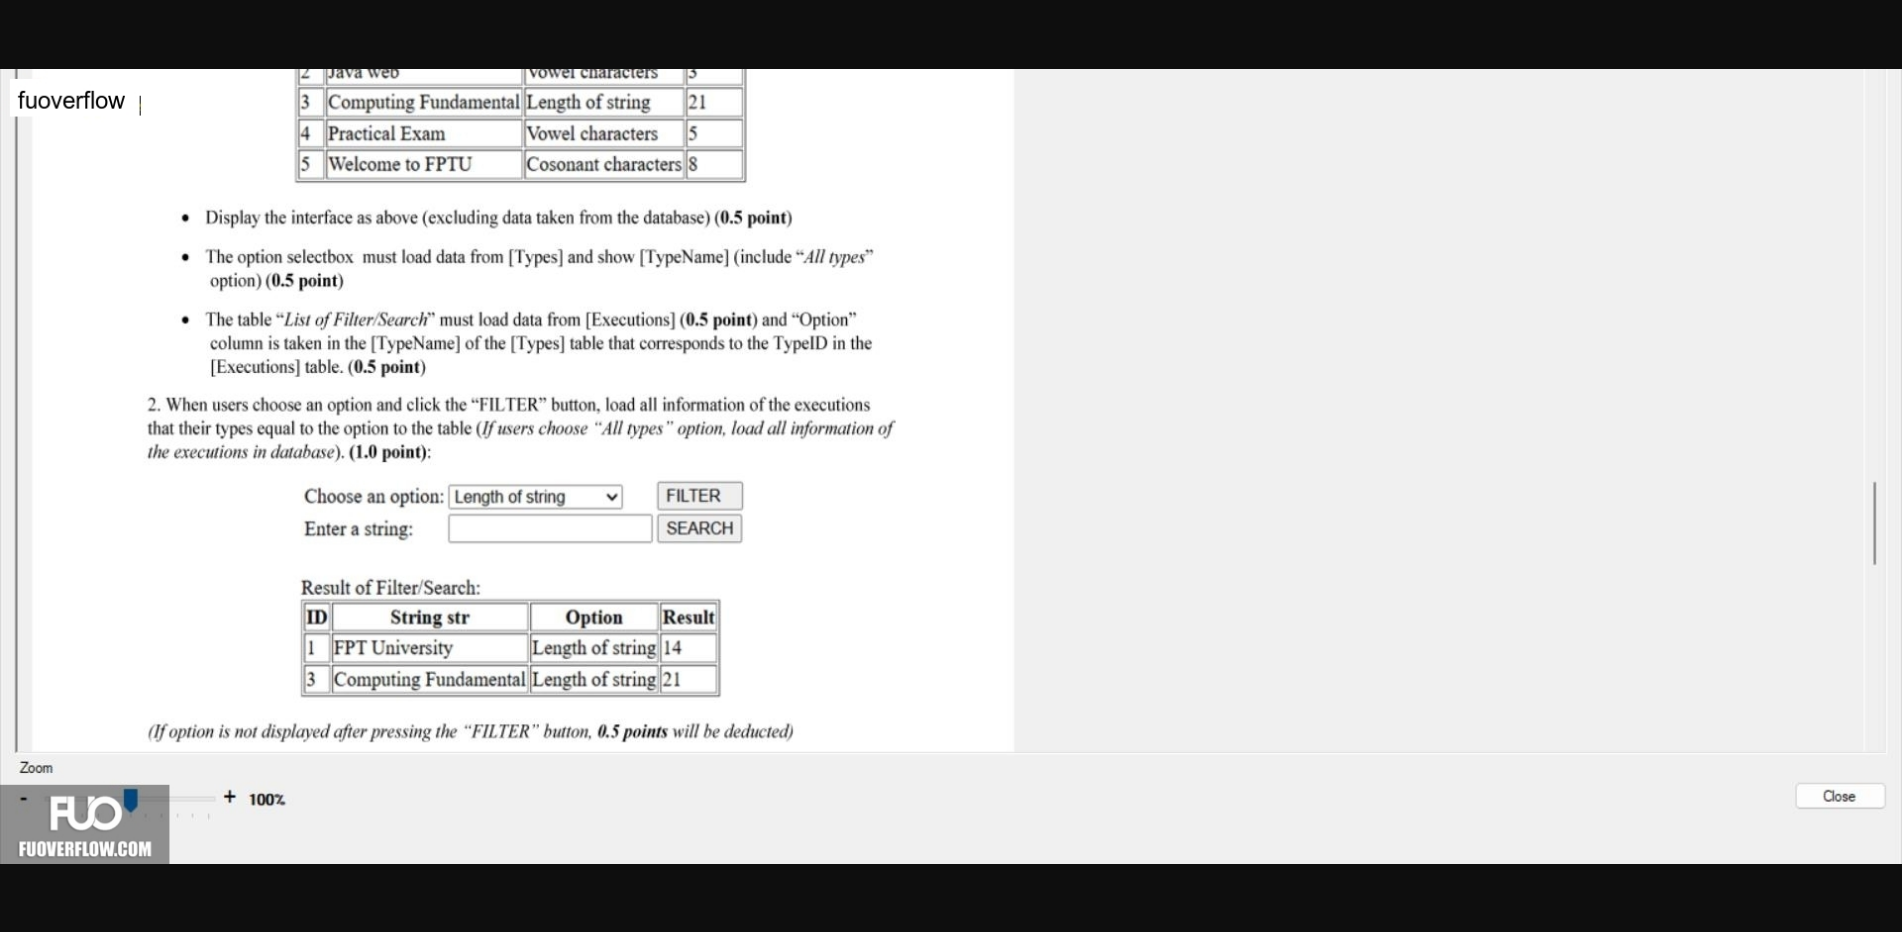 2 Java Web Vowel characters 3
fuoverflow
3 Computing Fundamental Length of string 21
4 Practical Exam Vowel characters 5
5 Welcome to FPTU Cosonant characters 8
• Display the interface as above (excluding data taken from the database) (0.5 point)
• The option selectbox must load data from [Types] and show [TypeName] (include “All types”
option) (0.5 point)
• The table “List of Filter/Search” must load data from [Executions] (0.5 point) and “Option”
column is taken in the [TypeName] of the [Types] table that corresponds to the TypeID in the
[Executions] table. (0.5 point)
2. When users choose an option and click the “FILTER” button, load all information of the executions
that their types equal to the option to the table (If users choose “All types” option, load all information of
the executions in database). (1.0 point):
Choose an option: Length of string FILTER
Enter a string: SEARCH
Result of Filter/Search:
ID String str Option Result
1 FPT University Length of string 14
3 Computing Fundamental Length of string 21
(If option is not displayed after pressing the “FILTER” button, 0.5 points will be deducted)
Zoom
- + 100%
Close
FUO
FUOVERFLOW.COM